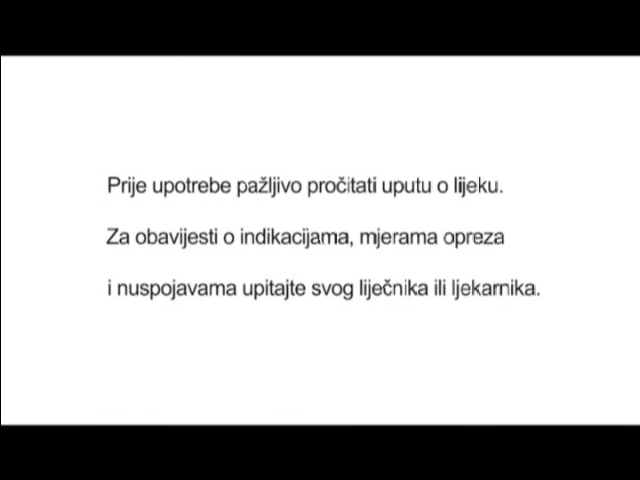 Prije upotrebe pažljivo pročitati uputu o lijeku.
Za obavijesti o indikacijama, mjerama opreza
i nuspojavama upitajte svog liječnika ili ljekarnika.